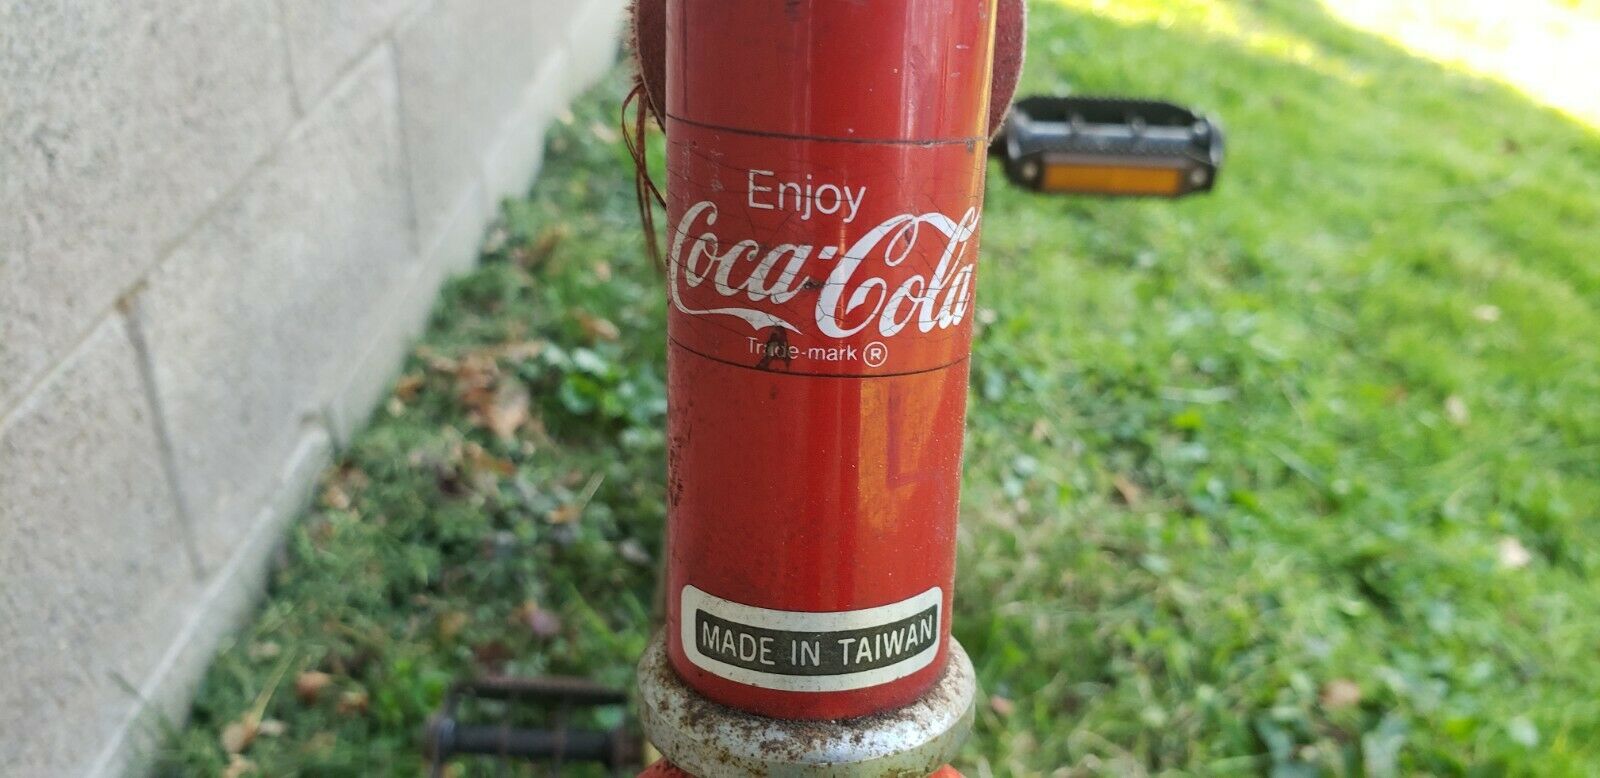 Enjoy
Coca-Cola
Trade-mark ®
MADE IN TAIWAN